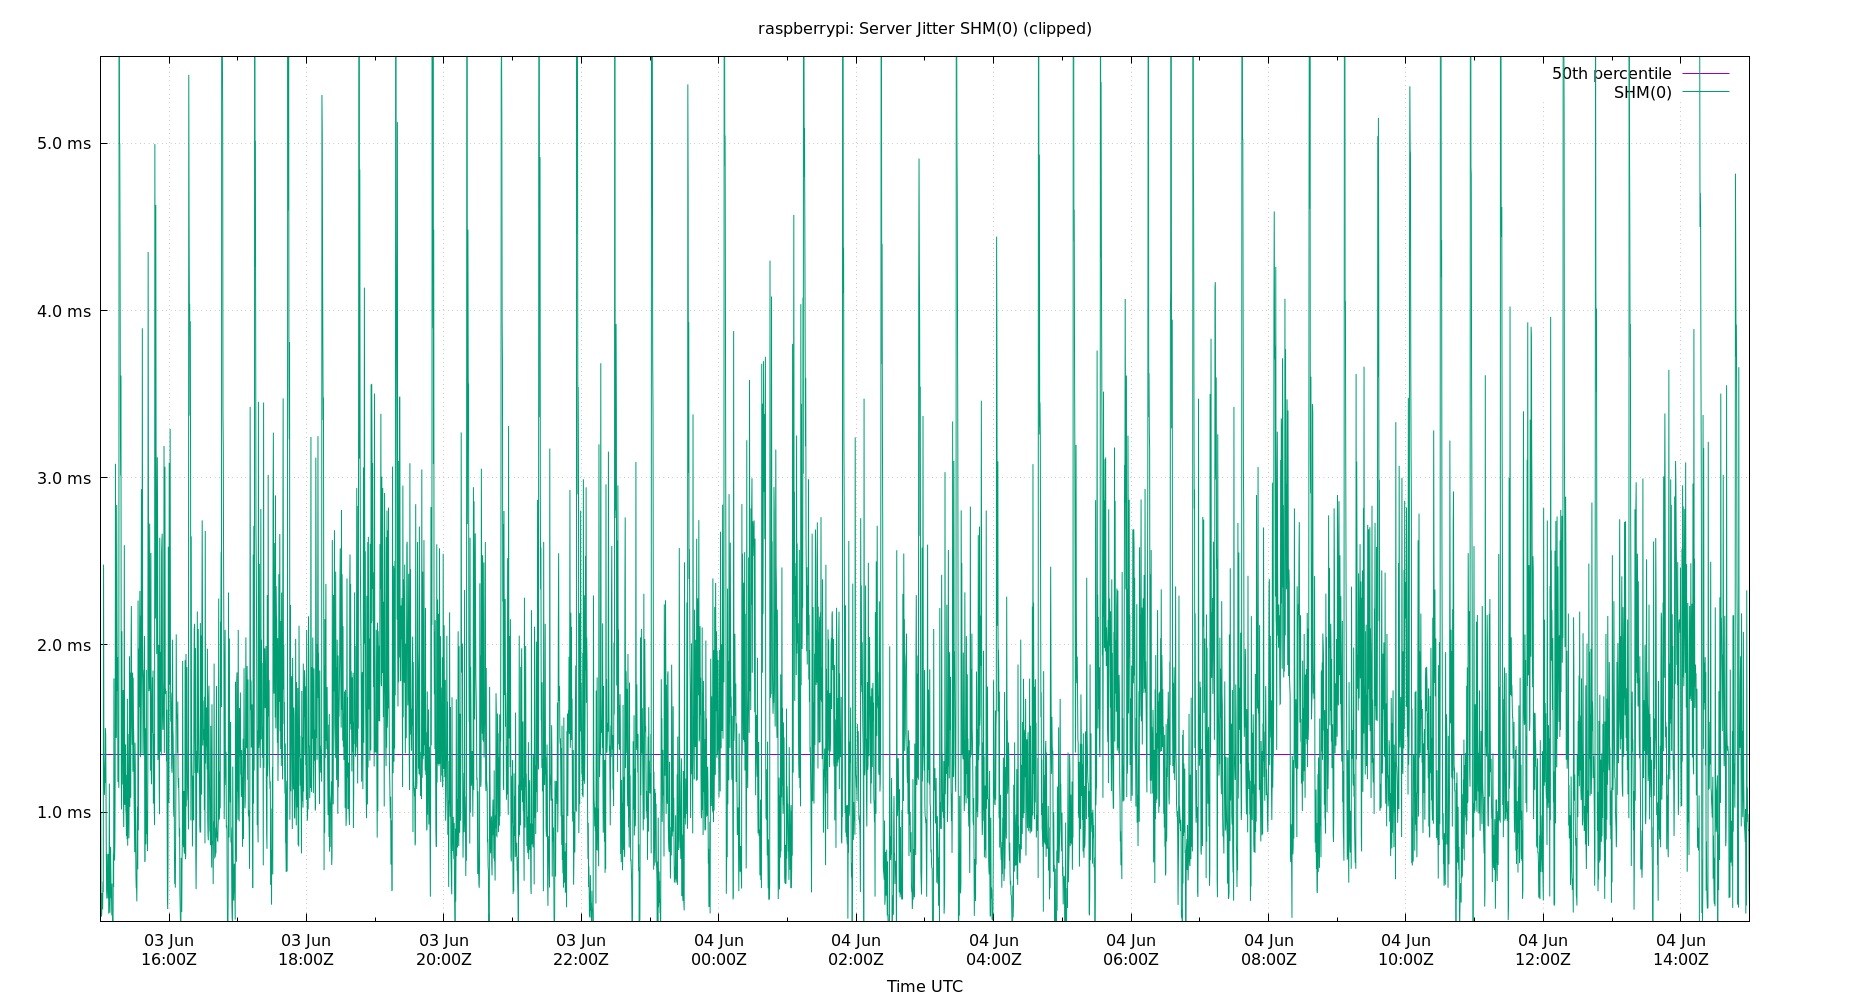 raspberrypi: Server Jitter SHM(0) (clipped)
50th percentile
SHM(0)
5.0 ms
4.0 ms
3.0 ms
2.0 ms
1.0 ms
03 Jun 03 Jun 03 Jun 03 Jun 04 Jun 04 Jun 04 Jun 04 Jun 04 Jun 04 Jun 04 Jun 04 Jun
16:00Z 18:00Z 20:00Z 22:00Z 00:00Z 02:00Z 04:00Z 06:00Z 08:00Z 10:00Z 12:00Z 14:00Z
Time UTC